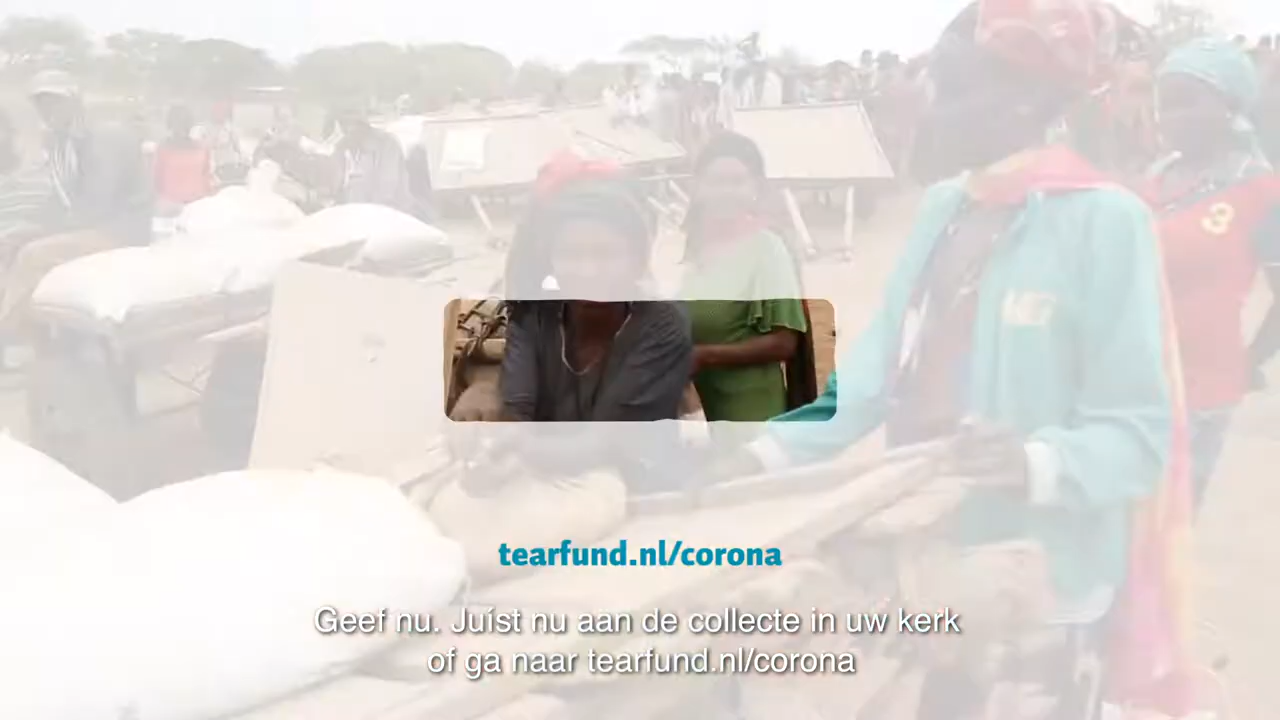 3
tearfund.nl/corona
Geef nu. Juíst nu aan de collecte in uw kerk
of ga naar tearfund.nl/corona